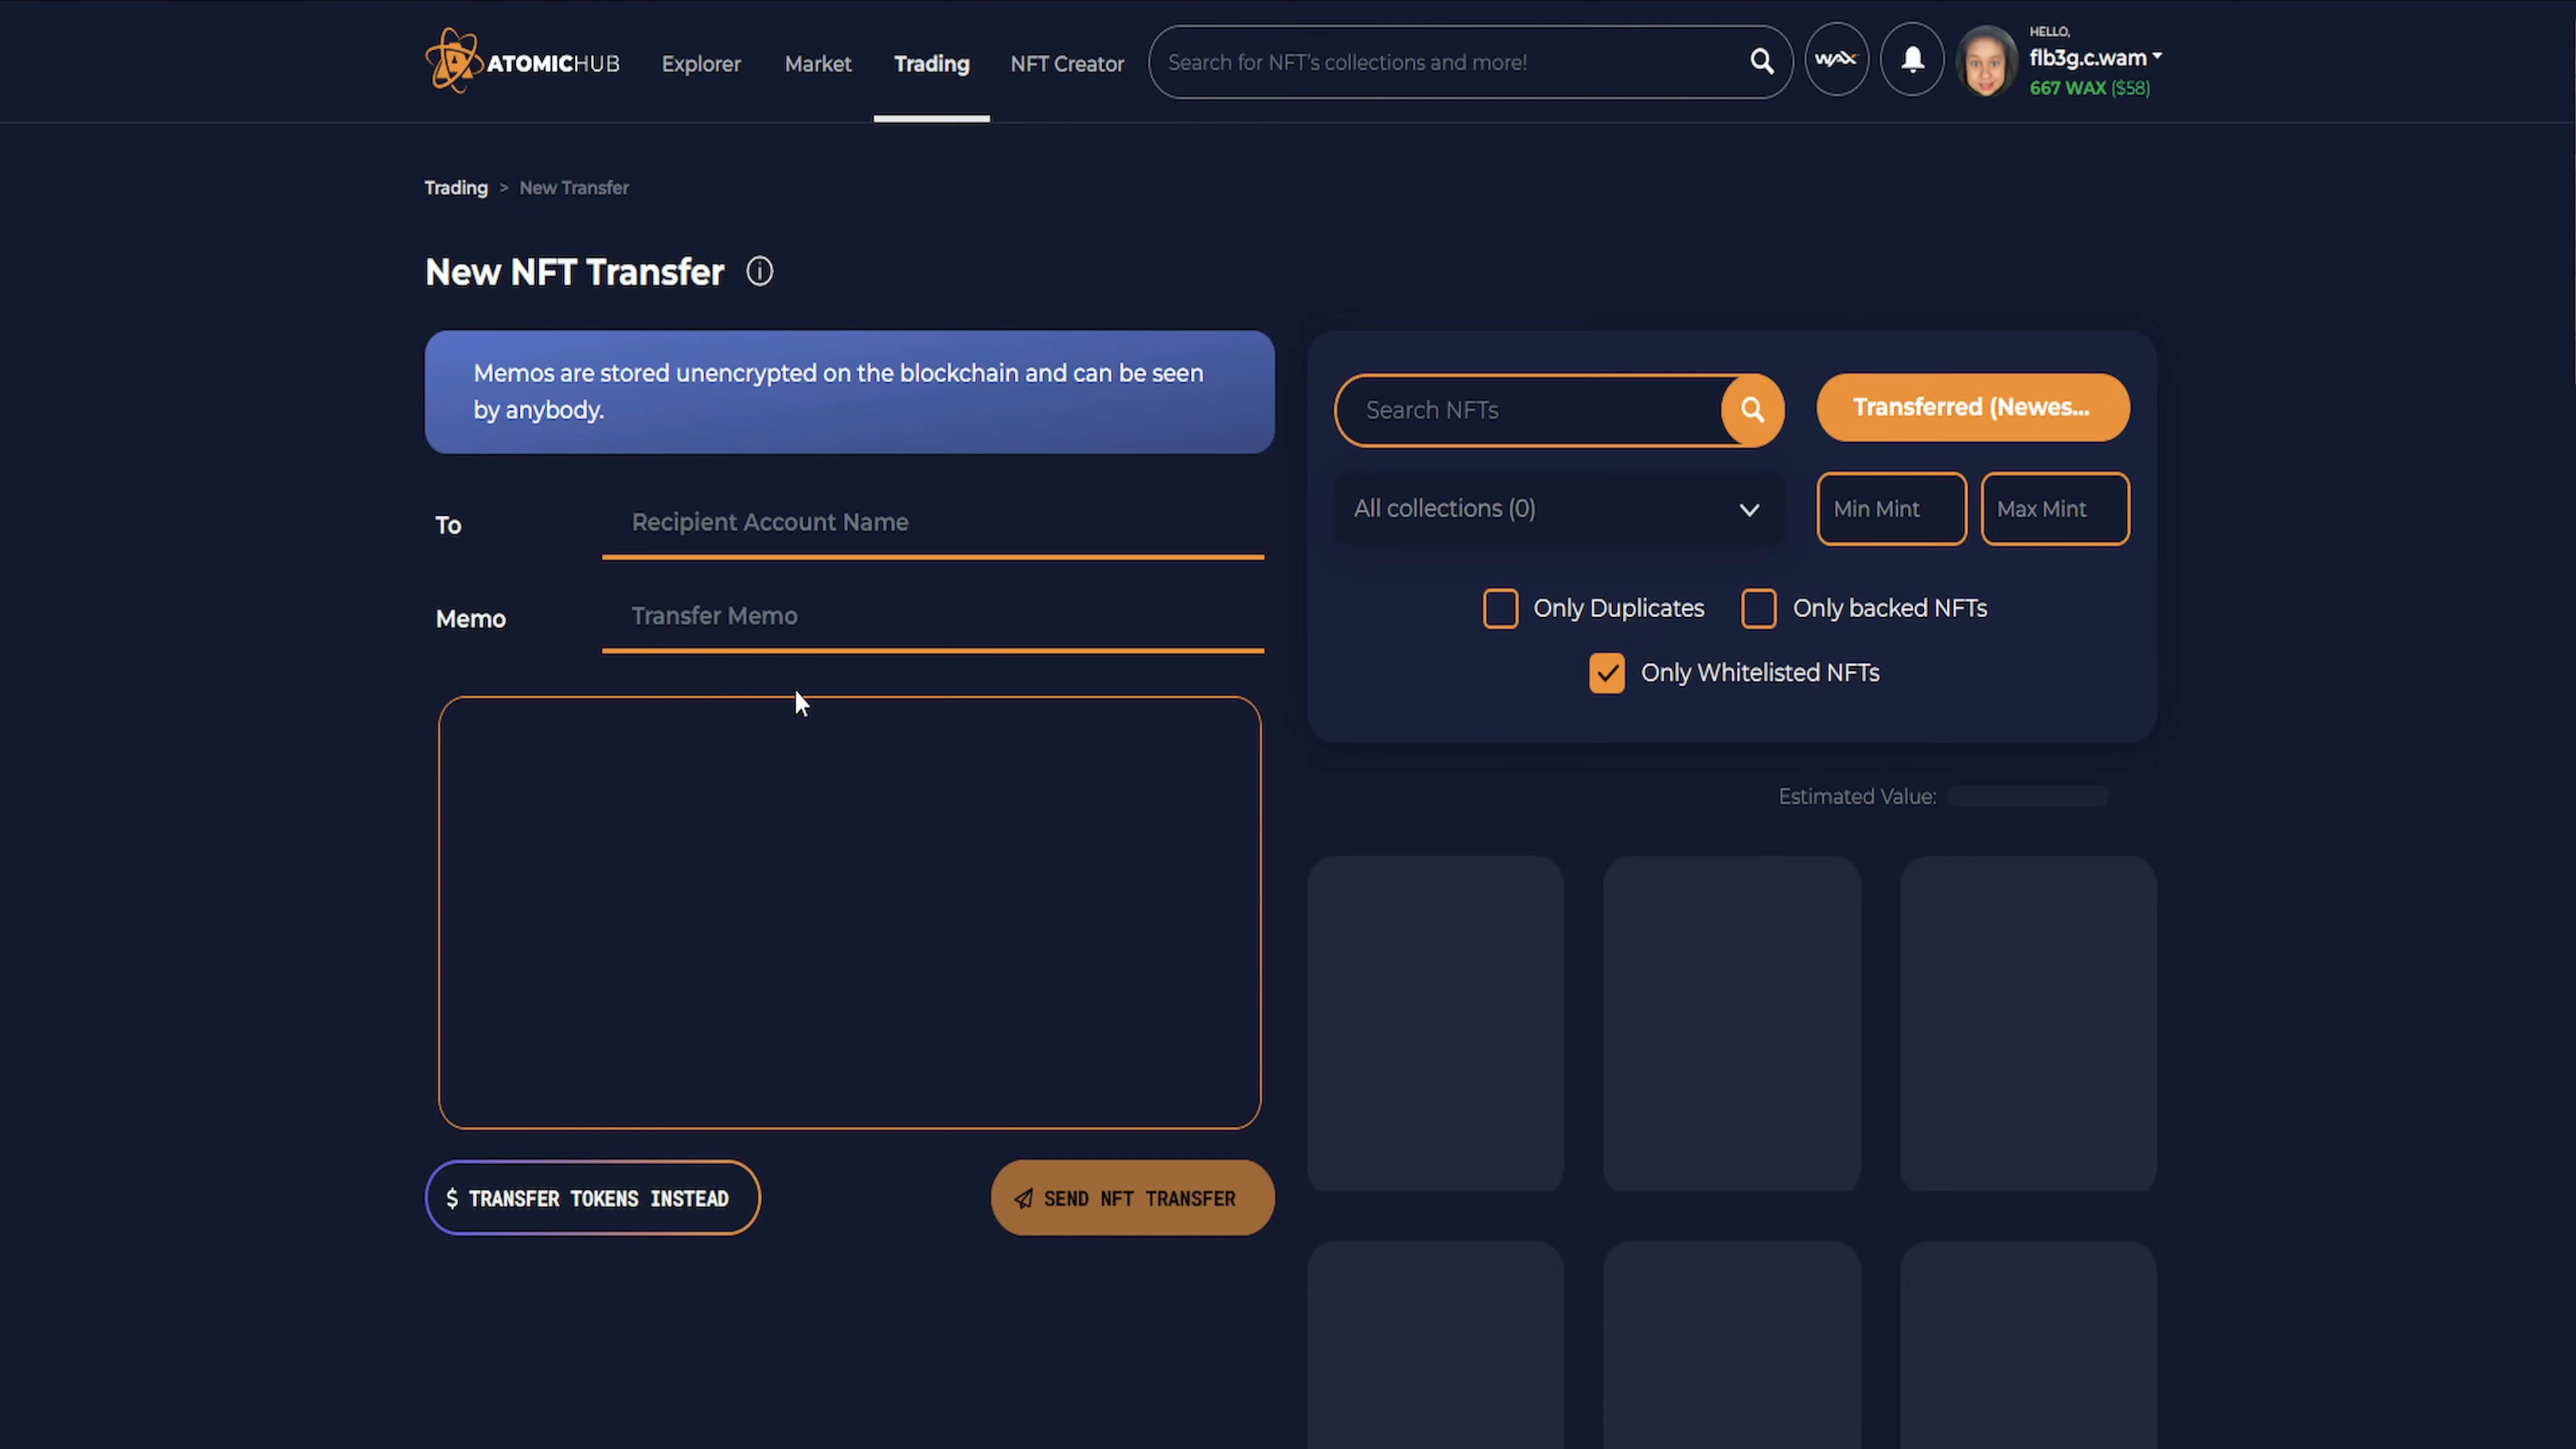 ATOMICHUB
Explorer
Market
Trading
NFT Creator
Search for NFT's collections and more!
WAX
HELLO,
flb3g.c.wam
667 WAX ($58)
Trading > New Transfer
New NFT Transfer
Memos are stored unencrypted on the blockchain and can be seen
by anybody.
To
Recipient Account Name
Memo
Transfer Memo
$ TRANSFER TOKENS INSTEAD
SEND NFT TRANSFER
Search NFTs
Transferred (Newes...
All collections (0)
Min Mint
Max Mint
Only Duplicates
Only backed NFTs
Only Whitelisted NFTs
Estimated Value: